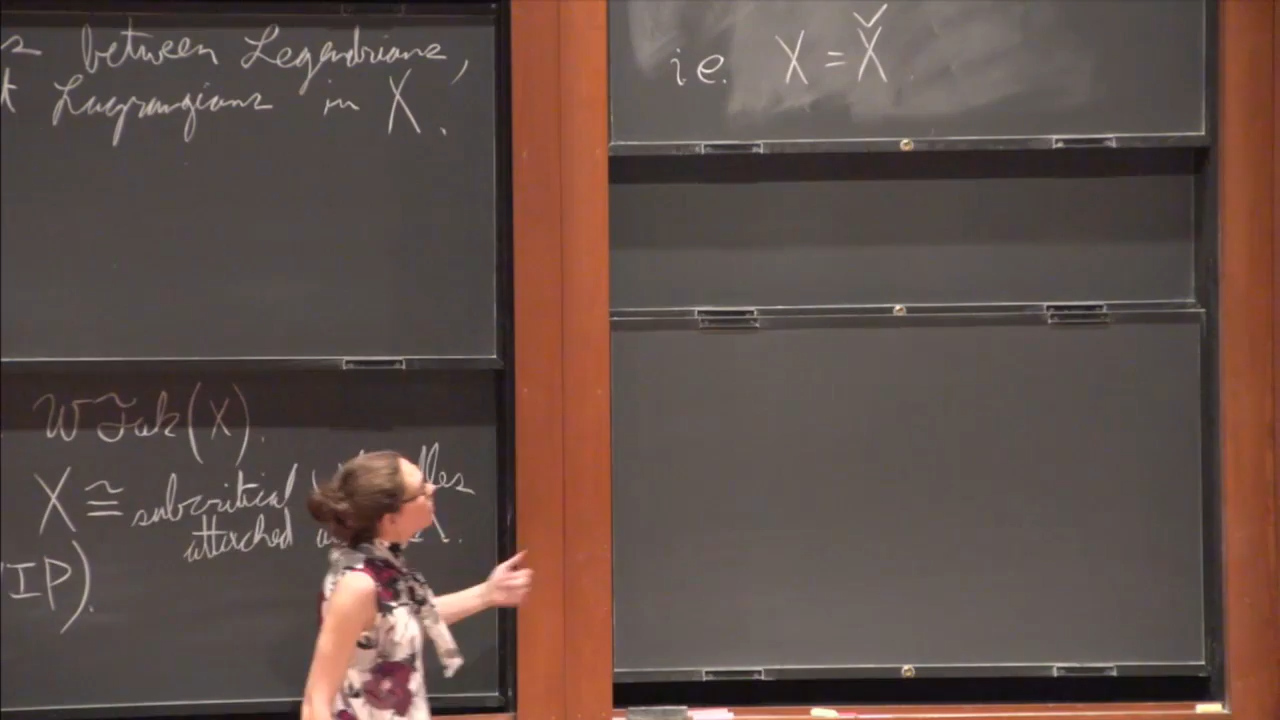 between Legendrians,
Lagrangians in X.
W Fuk(X).
X ≅ subcritical
attached
IP).
i.e. X = X̌̌